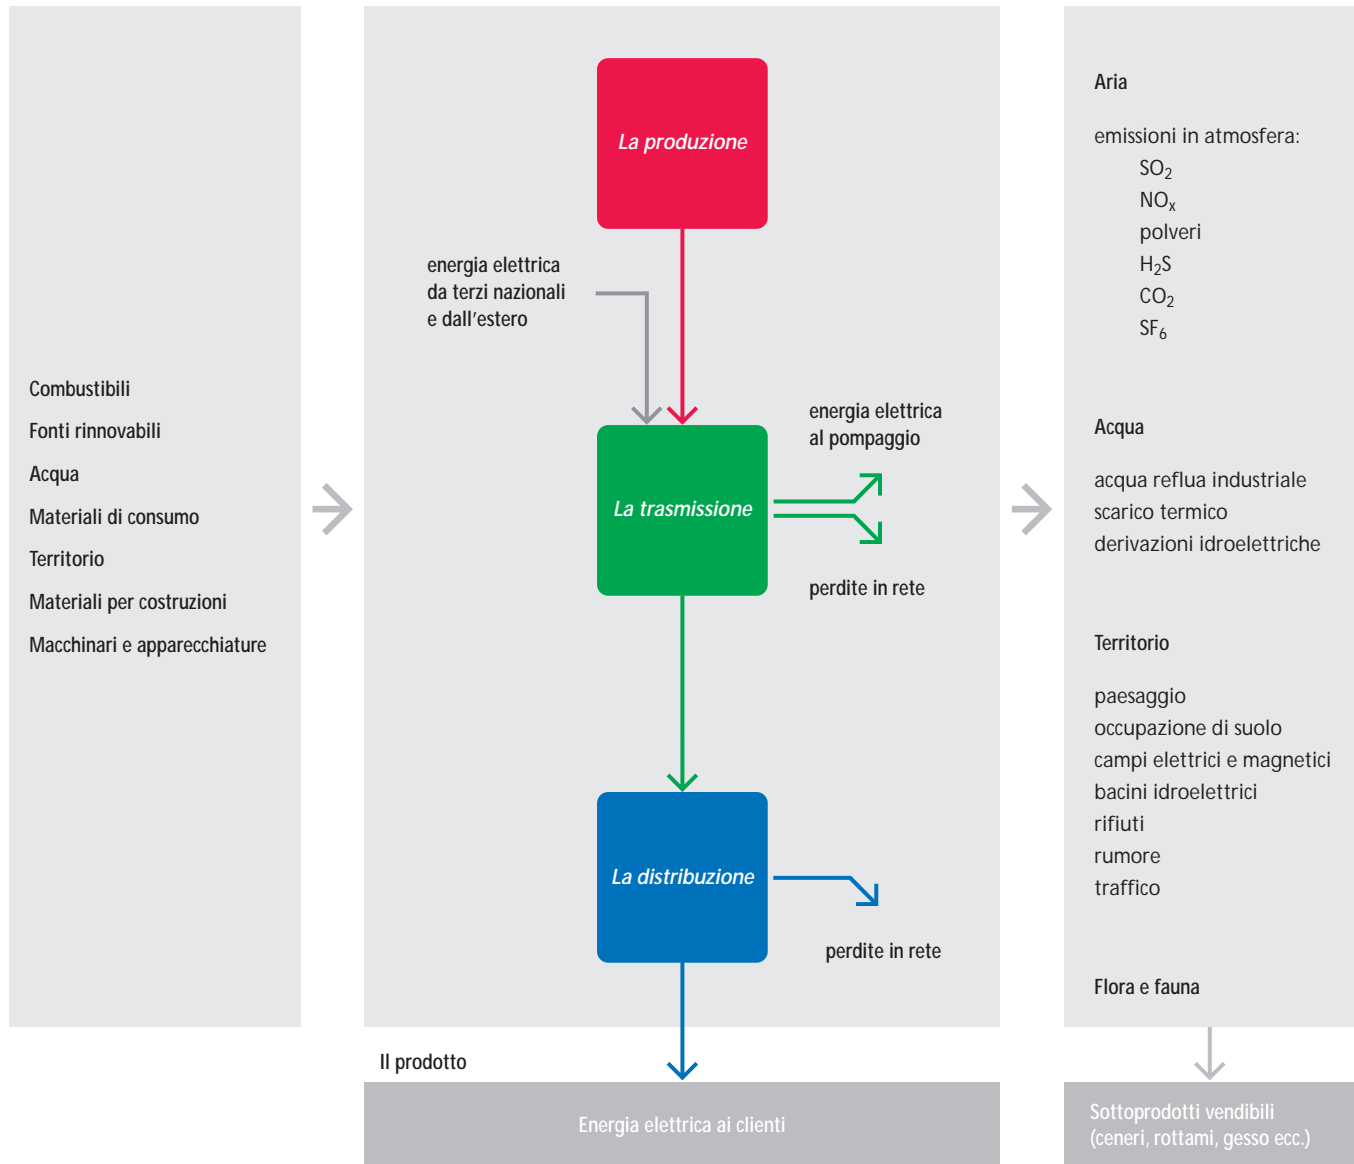 Combustibili
Fonti rinnovabili
Acqua
Materiali di consumo
Territorio
Materiali per costruzioni
Macchinari e apparecchiature
La produzione
energia elettrica
da terzi nazionali
e dall'estero
energia elettrica
al pompaggio
La trasmissione
perdite in rete
La distribuzione
perdite in rete
Il prodotto
Energia elettrica ai clienti
Aria
emissioni in atmosfera:
SO₂
NOₓ
polveri
H₂S
CO₂
SF₆
Acqua
acqua reflua industriale
scarico termico
derivazioni idroelettriche
Territorio
paesaggio
occupazione di suolo
campi elettrici e magnetici
bacini idroelettrici
rifiuti
rumore
traffico
Flora e fauna
Sottoprodotti vendibili
(ceneri, rottami, gesso ecc.)